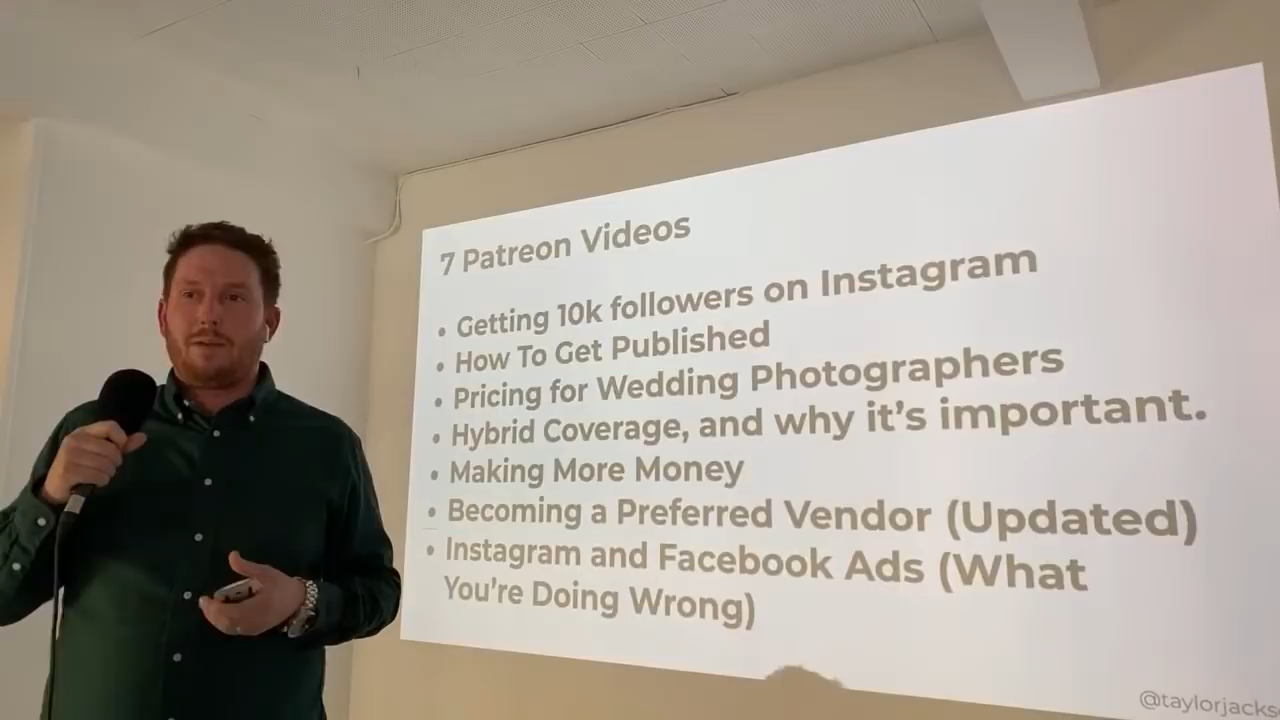 7 Patreon Videos
• Getting 10k followers on Instagram
• How To Get Published
• Pricing for Wedding Photographers
• Hybrid Coverage, and why it's important.
• Making More Money
• Becoming a Preferred Vendor (Updated)
• Instagram and Facebook Ads (What
You're Doing Wrong)
@taylorjacks